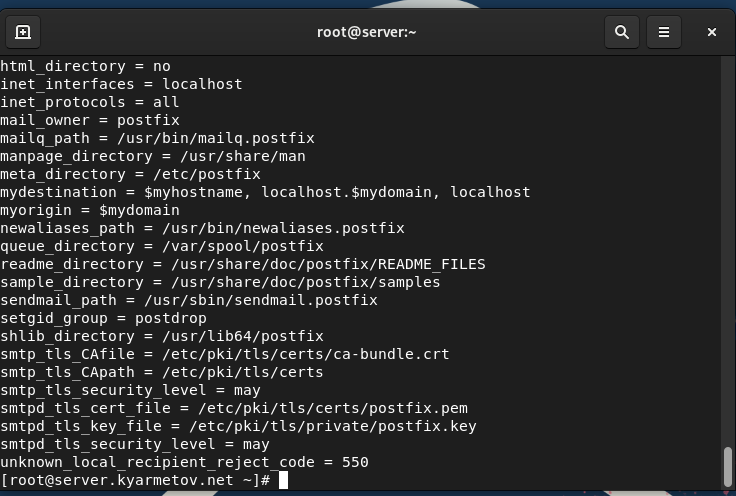 root@server:~
html_directory = no
inet_interfaces = localhost
inet_protocols = all
mail_owner = postfix
mailq_path = /usr/bin/mailq.postfix
manpage_directory = /usr/share/man
meta_directory = /etc/postfix
mydestination = $myhostname, localhost.$mydomain, localhost
myorigin = $mydomain
newaliases_path = /usr/bin/newaliases.postfix
queue_directory = /var/spool/postfix
readme_directory = /usr/share/doc/postfix/README_FILES
sample_directory = /usr/share/doc/postfix/samples
sendmail_path = /usr/sbin/sendmail.postfix
setgid_group = postdrop
shlib_directory = /usr/lib64/postfix
smtp_tls_CAfile = /etc/pki/tls/certs/ca-bundle.crt
smtp_tls_CApath = /etc/pki/tls/certs
smtp_tls_security_level = may
smtpd_tls_cert_file = /etc/pki/tls/certs/postfix.pem
smtpd_tls_key_file = /etc/pki/tls/private/postfix.key
smtpd_tls_security_level = may
unknown_local_recipient_reject_code = 550
[root@server.kyarmetov.net ~]#